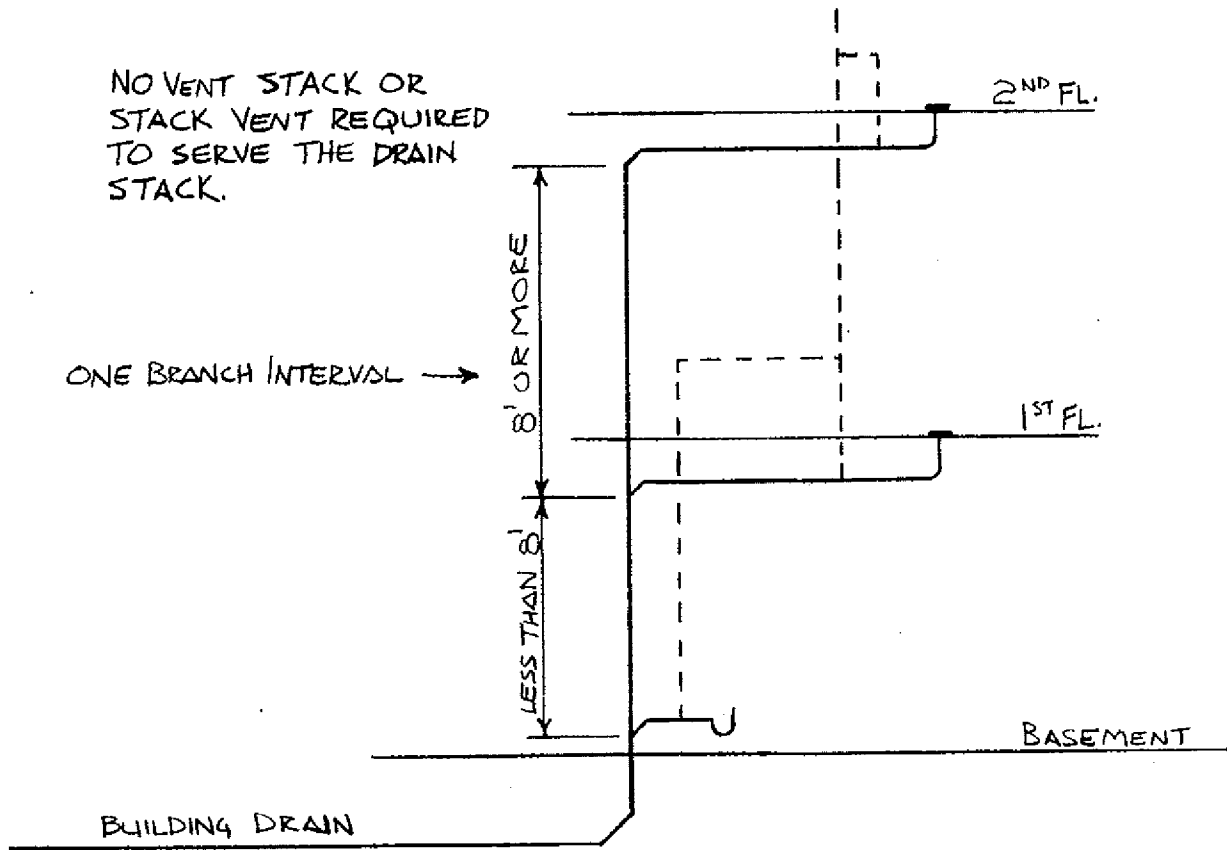 NO VENT STACK OR
STACK VENT REQUIRED
TO SERVE THE DRAIN
STACK.
2ND FL.
8' OR MORE
ONE BRANCH INTERVAL →
1ST FL.
LESS THAN 8'
BASEMENT
BUILDING DRAIN